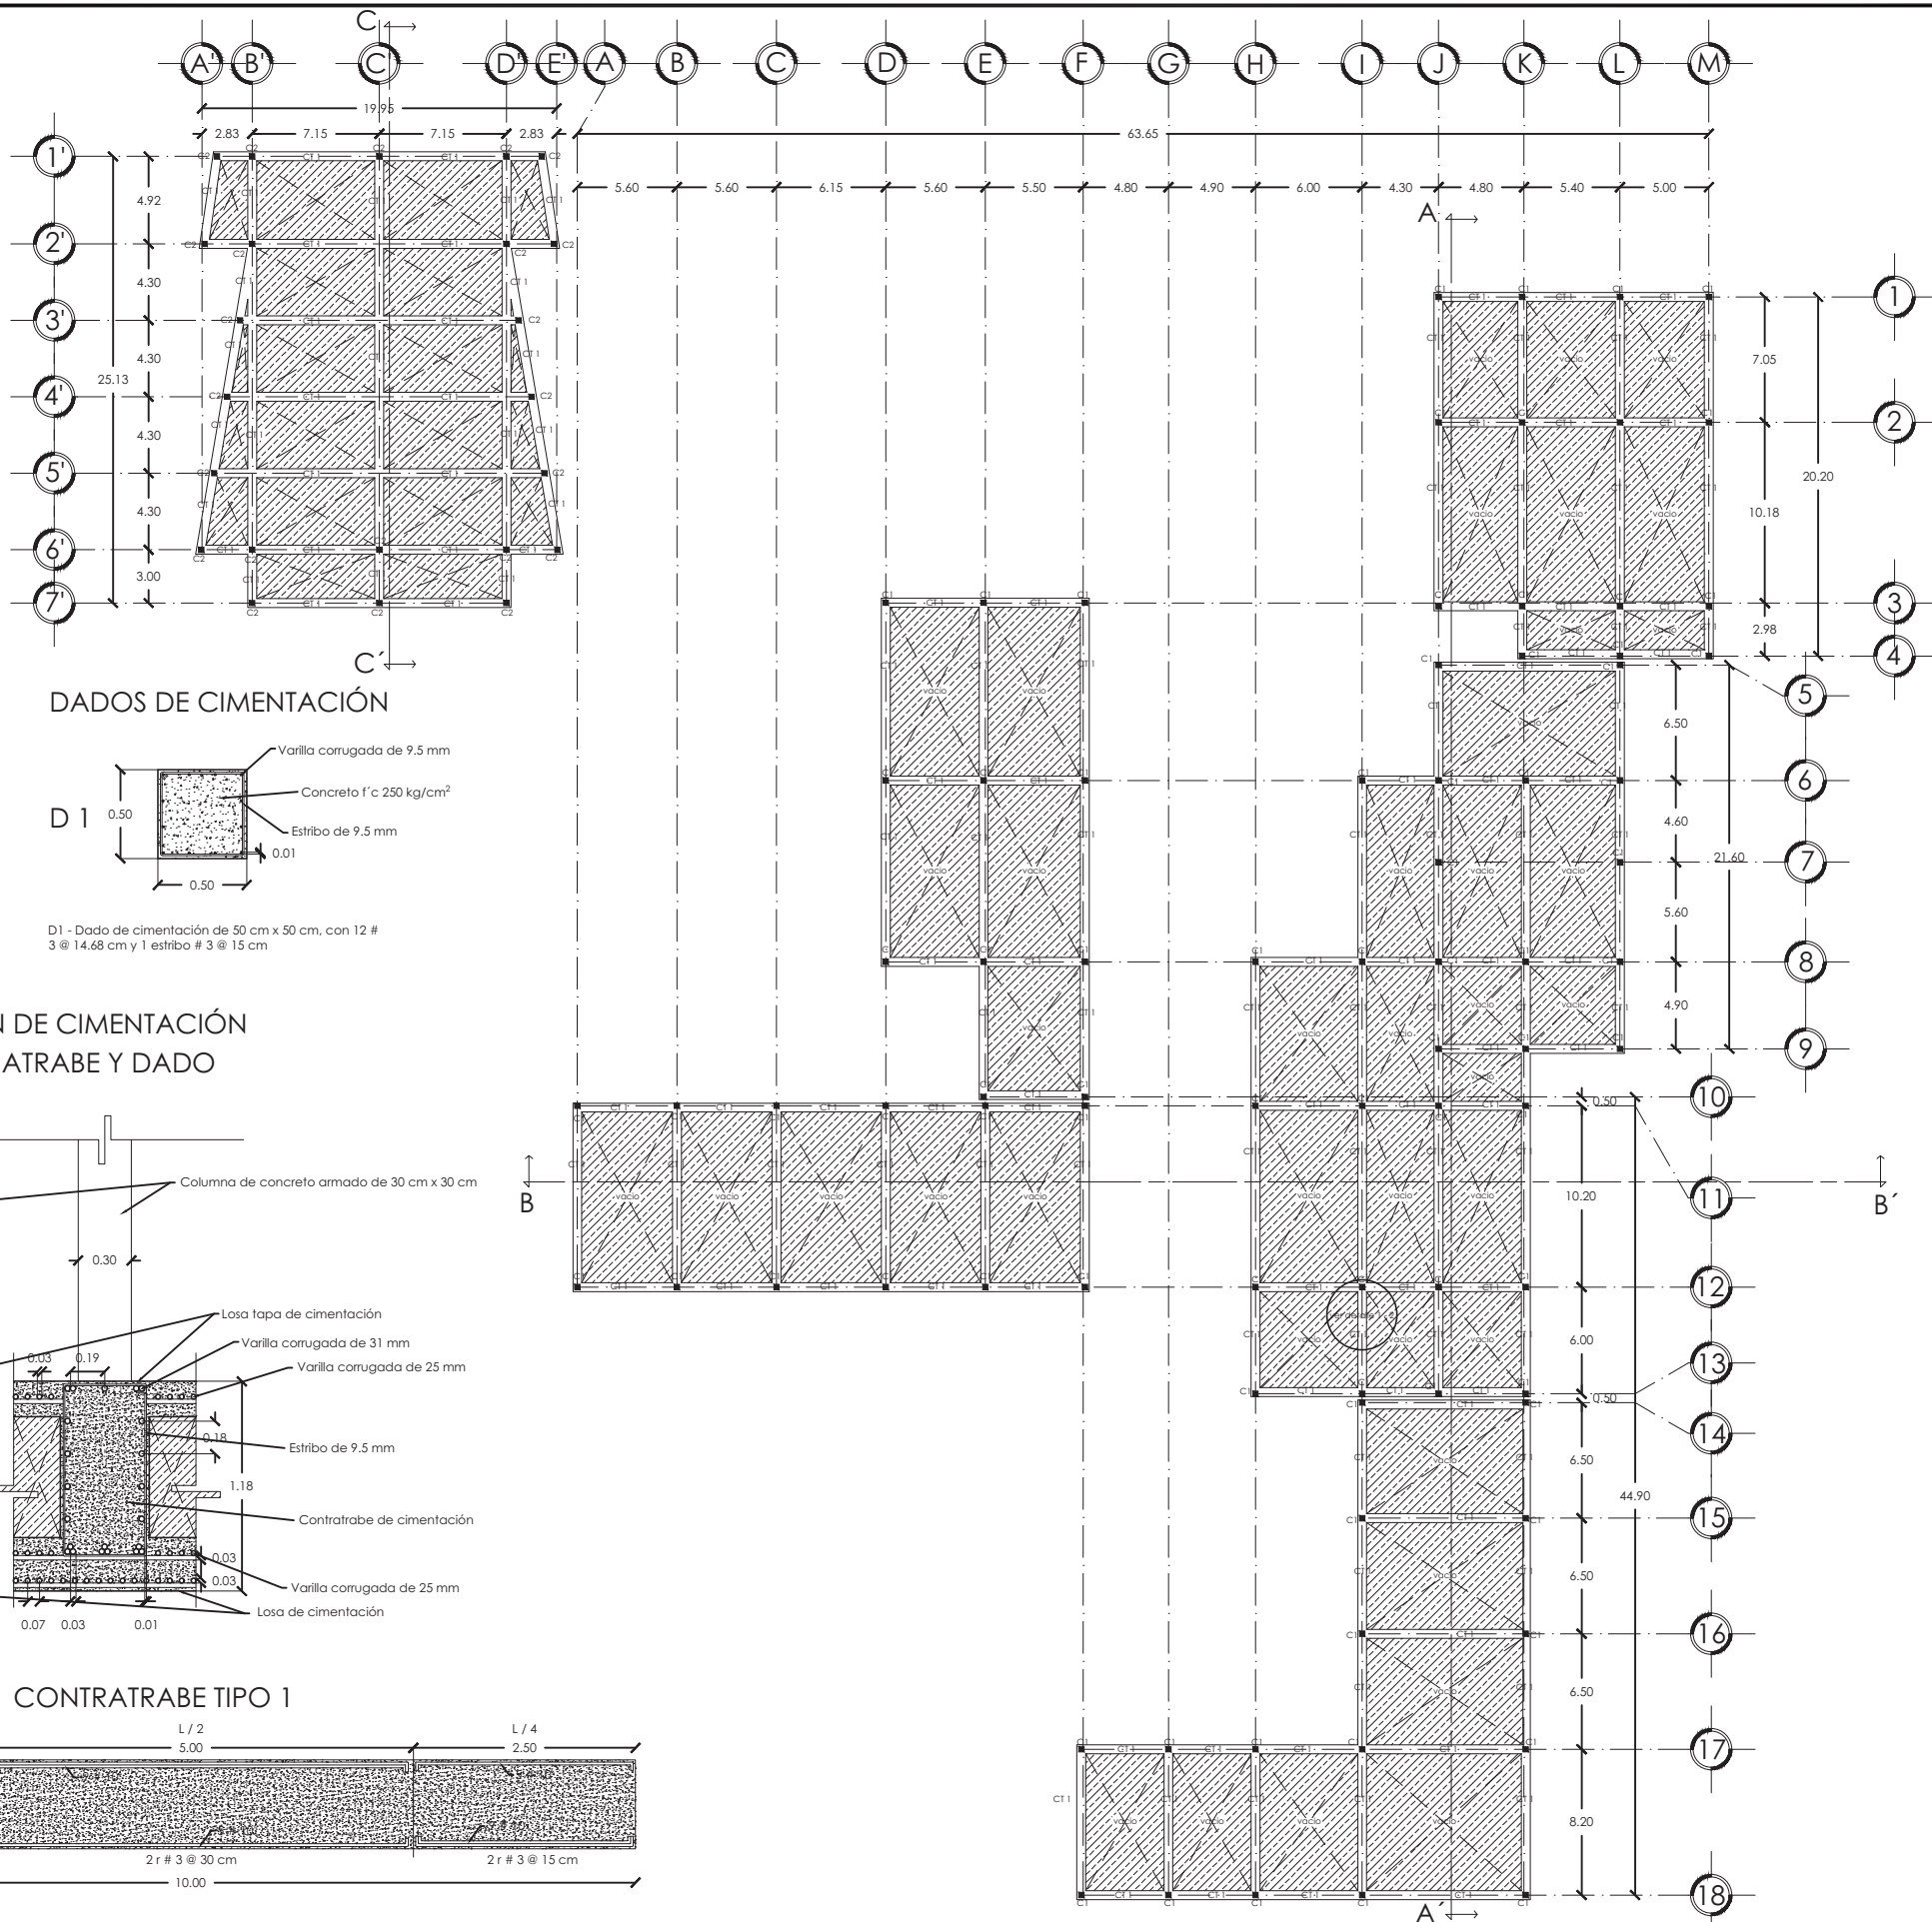 C
A' B' C' D' E' A B C D E F G H I J K L M
19.95
2.83 7.15 7.15 2.83
63.65
5.60 5.60 6.15 5.60 5.50 4.80 4.90 6.00 4.30 4.80 5.40 5.00
1'
2'
3'
4'
5'
6'
7'
25.13
4.92
4.30
4.30
4.30
4.30
3.00
C´
A
1
2
3
4
7.05
10.18
2.98
20.20
5
6
7
8
9
6.50
4.60
5.60
4.90
21.60
10
11
12
13
14
15
16
17
18
0.50
10.20
6.00
0.50
6.50
6.50
6.50
8.20
44.90
B
B´
A´
C1
C2
CT 1
vacio
DADOS DE CIMENTACIÓN
D 1
0.50
0.50
0.01
Varilla corrugada de 9.5 mm
Concreto f´c 250 kg/cm²
Estribo de 9.5 mm
D1 - Dado de cimentación de 50 cm x 50 cm, con 12 #
3 @ 14.68 cm y 1 estribo # 3 @ 15 cm
N DE CIMENTACIÓN
ATRABE Y DADO
Columna de concreto armado de 30 cm x 30 cm
0.30
Losa tapa de cimentación
Varilla corrugada de 31 mm
0.03 0.19
Varilla corrugada de 25 mm
0.18
Estribo de 9.5 mm
1.18
Contratrabe de cimentación
0.03
0.03
Varilla corrugada de 25 mm
Losa de cimentación
0.07 0.03 0.01
CONTRATRABE TIPO 1
L / 2 L / 4
5.00 2.50
2 r # 3 @ 30 cm 2 r # 3 @ 15 cm
10.00